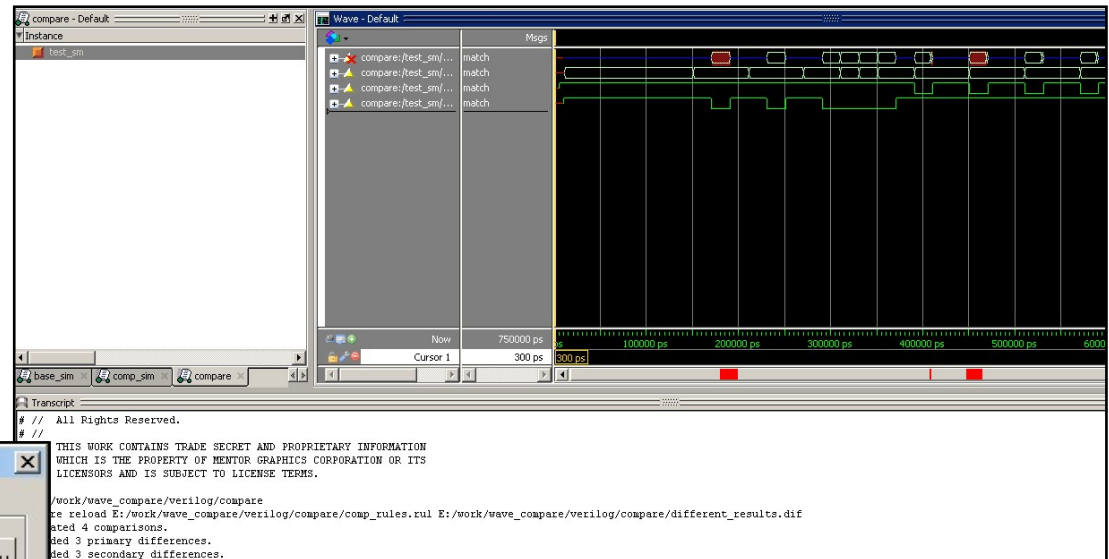 compare - Default
Instance
test_sm
base_sim
comp_sim
compare
Wave - Default
Msgs
compare:/test_sm/... match
compare:/test_sm/... match
compare:/test_sm/... match
compare:/test_sm/... match
Now 750000 ps
Cursor 1 300 ps
ps 100000 ps 200000 ps 300000 ps 400000 ps 500000 ps 6000
300 ps
Transcript
# // All Rights Reserved.
# //
THIS WORK CONTAINS TRADE SECRET AND PROPRIETARY INFORMATION
WHICH IS THE PROPERTY OF MENTOR GRAPHICS CORPORATION OR ITS
LICENSORS AND IS SUBJECT TO LICENSE TERMS.
/work/wave_compare/verilog/compare
re reload E:/work/wave_compare/verilog/compare/comp_rules.rul E:/work/wave_compare/verilog/compare/different_results.dif
ated 4 comparisons.
ded 3 primary differences.
ded 3 secondary differences.